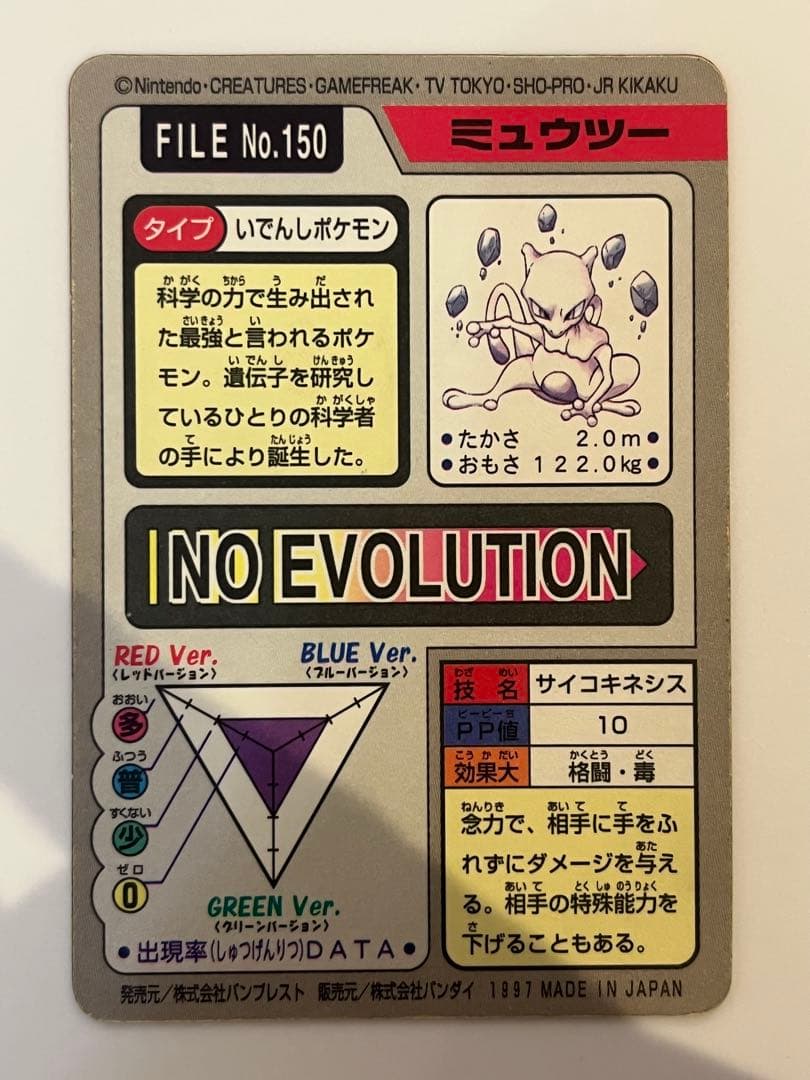 ©Nintendo・CREATURES・GAMEFREAK・TV TOKYO・SHO-PRO・JR KIKAKU
FILE No.150
ミュウツー
タイプ いでんしポケモン
かがく ちから う だ
科学の力で生み出され
さいきょう い
た最強と言われるポケ
いでんし けんきゅう
モン。遺伝子を研究し
かがくしゃ
ているひとりの科学者
て たんじょう
の手により誕生した。
●たかさ 2.0m●
●おもさ 122.0kg●
NO EVOLUTION
RED Ver.
〈レッドバージョン〉
BLUE Ver.
〈ブルーバージョン〉
おおい
多
ふつう
普
すくない
少
ゼロ
0
GREEN Ver.
〈グリーンバージョン〉
●出現率(しゅつげんりつ)DATA●
わざ めい
技名 サイコキネシス
ピーピーち
PP値 10
こうかだい かくとう どく
効果大 格闘・毒
ねんりき あいて て
念力で、相手に手をふ
あた
れずにダメージを与え
あいて とくしゅのうりょく
る。相手の特殊能力を
さ
下げることもある。
発売元／株式会社バンプレスト 販売元／株式会社バンダイ 1997 MADE IN JAPAN